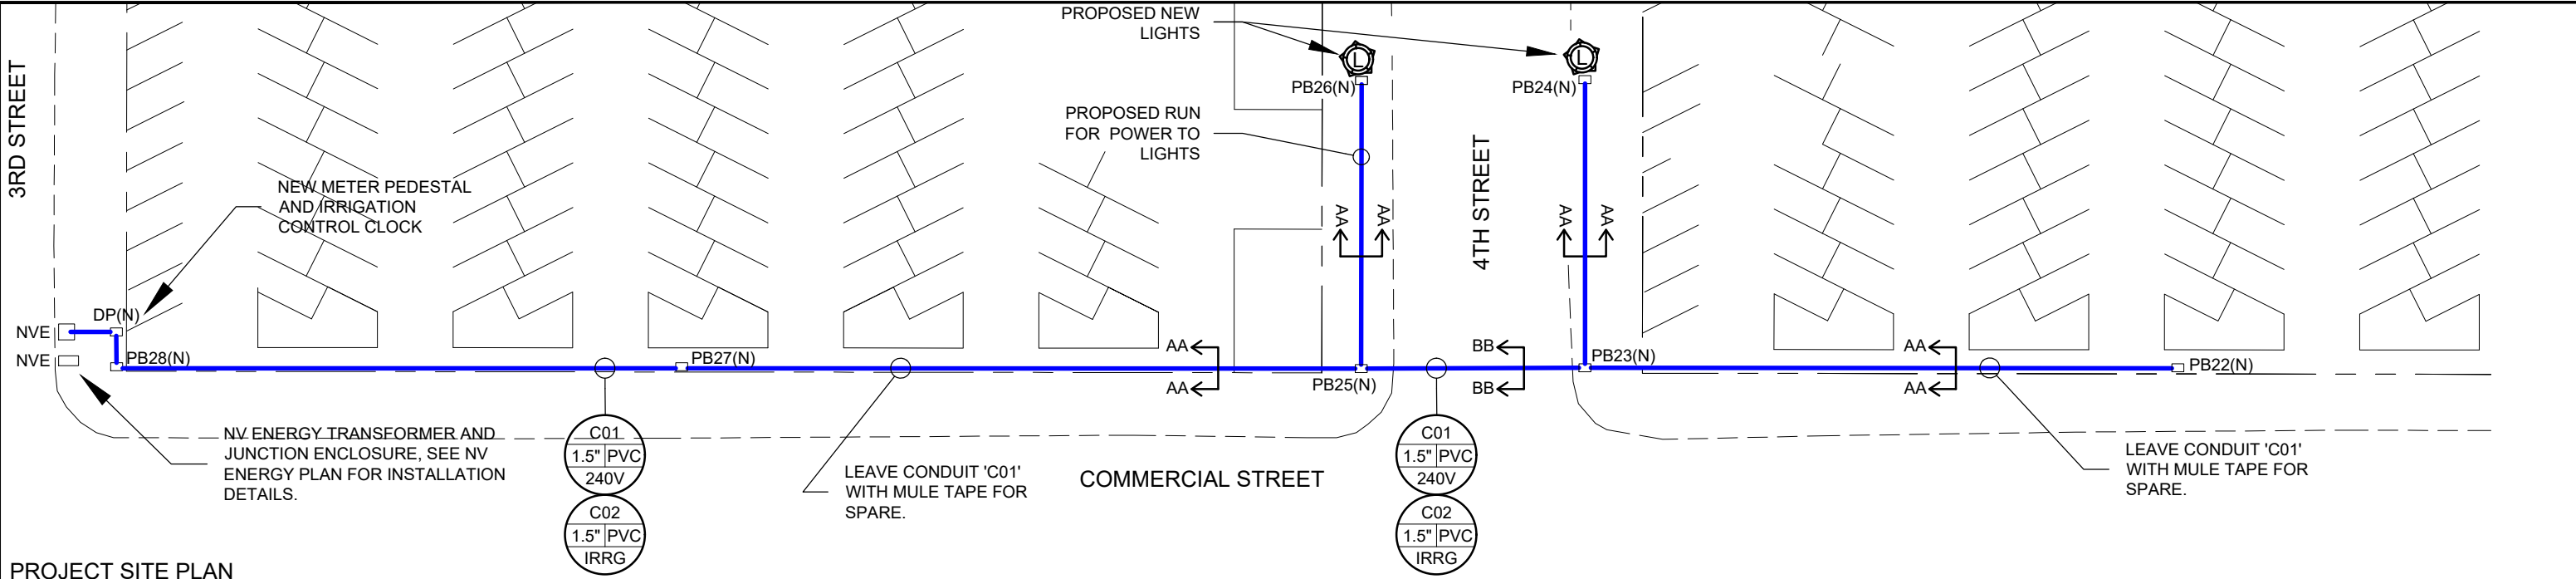 PROPOSED NEW
LIGHTS
L
L
PB26(N)
PB24(N)
3RD STREET
PROPOSED RUN
FOR POWER TO
LIGHTS
4TH STREET
NEW METER PEDESTAL
AND IRRIGATION
CONTROL CLOCK
AA
AA
AA
AA
DP(N)
NVE
NVE
PB28(N)
PB27(N)
AA
AA
PB25(N)
BB
BB
PB23(N)
AA
AA
PB22(N)
NV ENERGY TRANSFORMER AND
JUNCTION ENCLOSURE, SEE NV
ENERGY PLAN FOR INSTALLATION
DETAILS.
C01
1.5" PVC
240V
C02
1.5" PVC
IRRG
LEAVE CONDUIT 'C01'
WITH MULE TAPE FOR
SPARE.
COMMERCIAL STREET
C01
1.5" PVC
240V
C02
1.5" PVC
IRRG
LEAVE CONDUIT 'C01'
WITH MULE TAPE FOR
SPARE.
PROJECT SITE PLAN